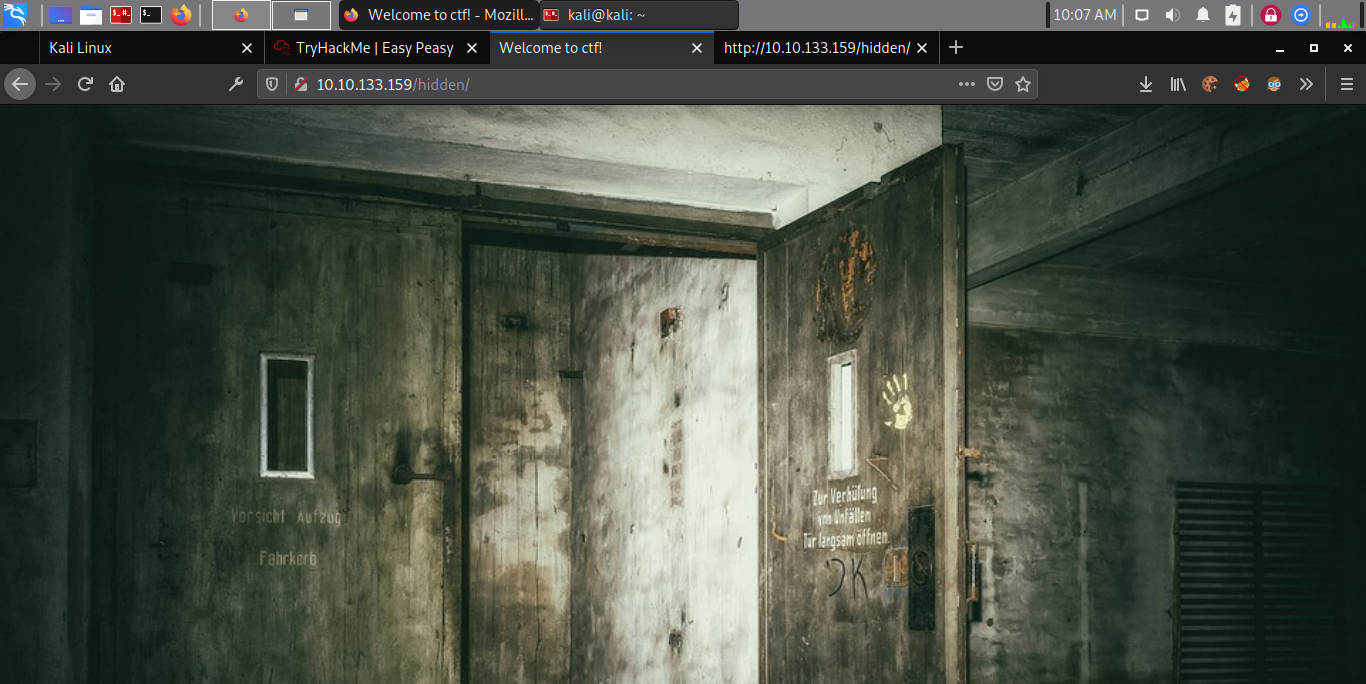 Welcome to ctf! - Mozill...
kali@kali: ~
10:07 AM
Kali Linux
TryHackMe | Easy Peasy
Welcome to ctf!
http://10.10.133.159/hidden/
10.10.133.159/hidden/
Vorsicht Aufzug
Fahrkorb
Zur Verhütung
von Unfällen
Tür langsam öffnen.
JK